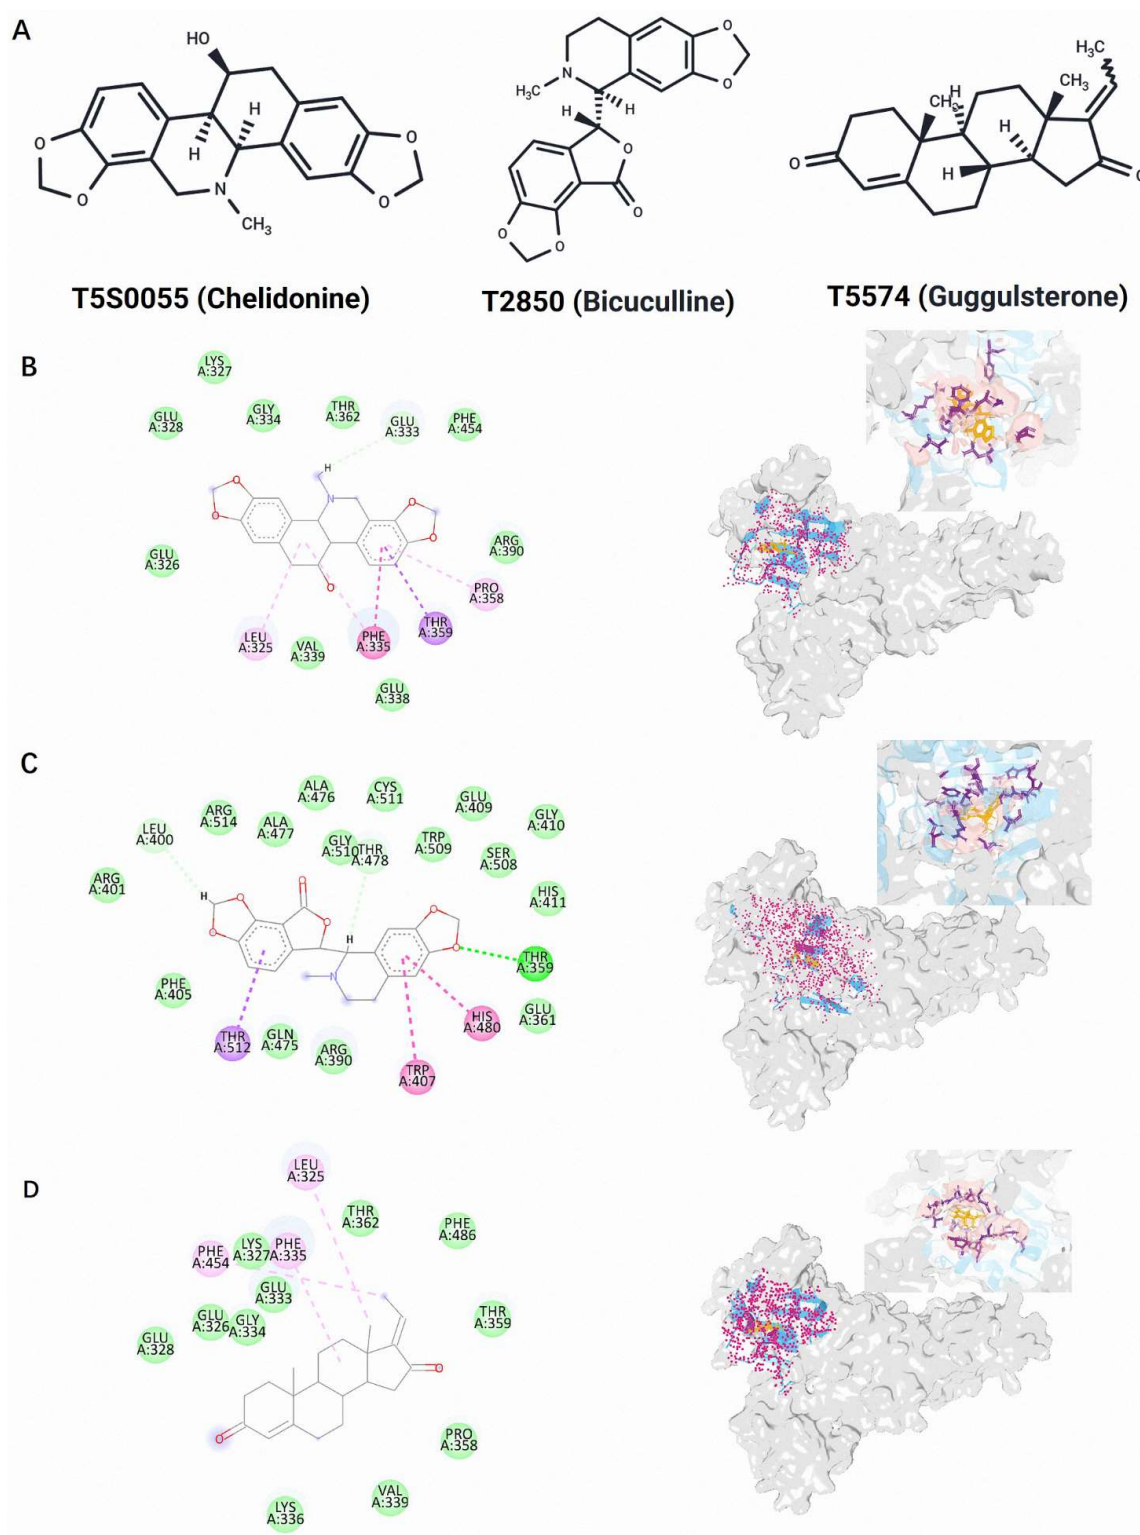 A
HO
H
H
O
O
N
CH₃
O
O
O
O
N
H₃C
H
H
O
O
O
O
H₃C
CH₃
CH₃
H
H
H
O
O
T5S0055 (Chelidonine)
T2850 (Bicuculline)
T5574 (Guggulsterone)
B
LYS
A:327
GLU
A:328
GLY
A:334
THR
A:362
GLU
A:333
PHE
A:454
H
N
O
O
O
O
O
GLU
A:326
ARG
A:390
PRO
A:358
THR
A:359
PHE
A:335
LEU
A:325
VAL
A:339
GLU
A:338
C
ALA
A:476
CYS
A:511
GLU
A:409
GLY
A:410
ARG
A:514
ALA
A:477
LEU
A:400
GLY
A:510
THR
A:478
TRP
A:509
SER
A:508
ARG
A:401
HIS
A:411
H
O
O
O
O
H
N
O
O
THR
A:359
PHE
A:405
GLU
A:361
HIS
A:480
THR
A:512
GLN
A:475
ARG
A:390
TRP
A:407
D
LEU
A:325
THR
A:362
PHE
A:486
PHE
A:454
LYS
A:327
PHE
A:335
GLU
A:333
GLU
A:326
GLY
A:334
GLU
A:328
THR
A:359
O
O
PRO
A:358
VAL
A:339
LYS
A:336